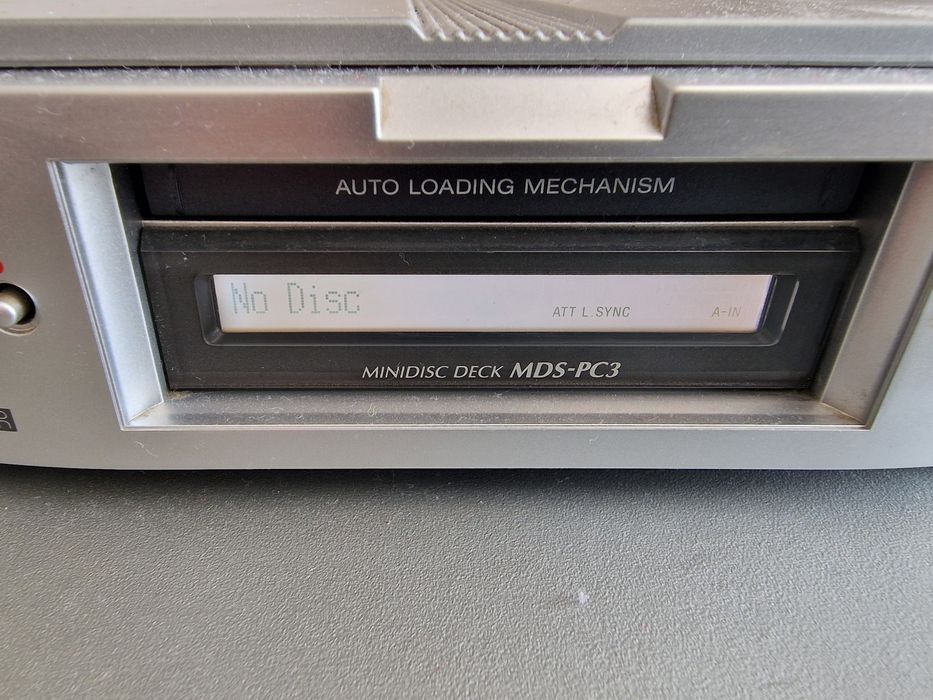 AUTO LOADING MECHANISM
No Disc
ATT L.SYNC A-IN
MINIDISC DECK MDS-PC3